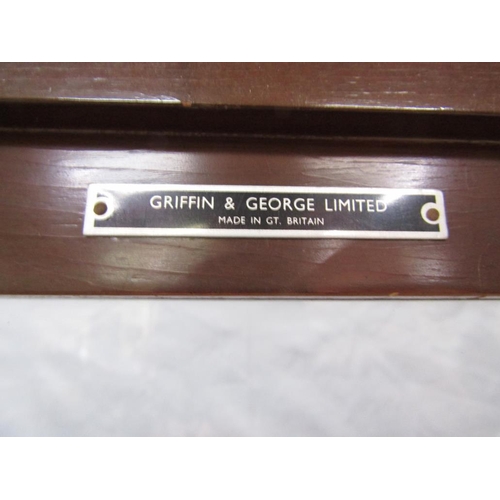 GRIFFIN & GEORGE LIMITED
MADE IN GT. BRITAIN